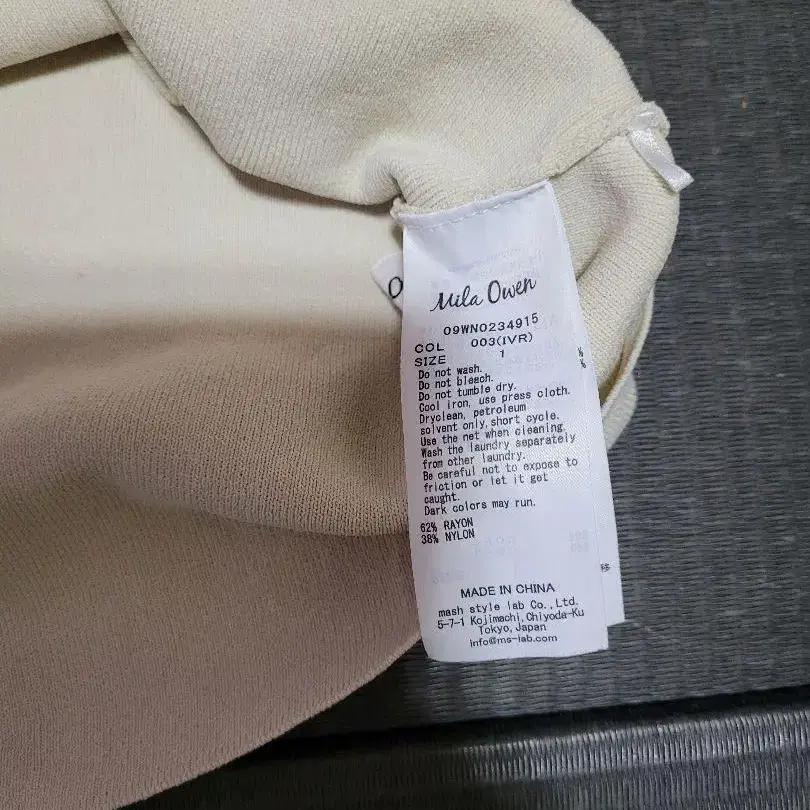 Mila Owen
09WN0234915
COL 003(IVR)
SIZE 1
Do not wash.
Do not bleach.
Do not tumble dry.
Cool iron, use press cloth.
Dryclean, petroleum
solvent only, short cycle.
Use the net when cleaning.
Wash the laundry separately
from other laundry.
Be careful not to expose to
friction or let it get
caught.
Dark colors may run.
62% RAYON
38% NYLON
MADE IN CHINA
mash style lab Co., Ltd.
5-7-1 Kojimachi, Chiyoda-Ku
Tokyo, Japan
info@ms-lab.com